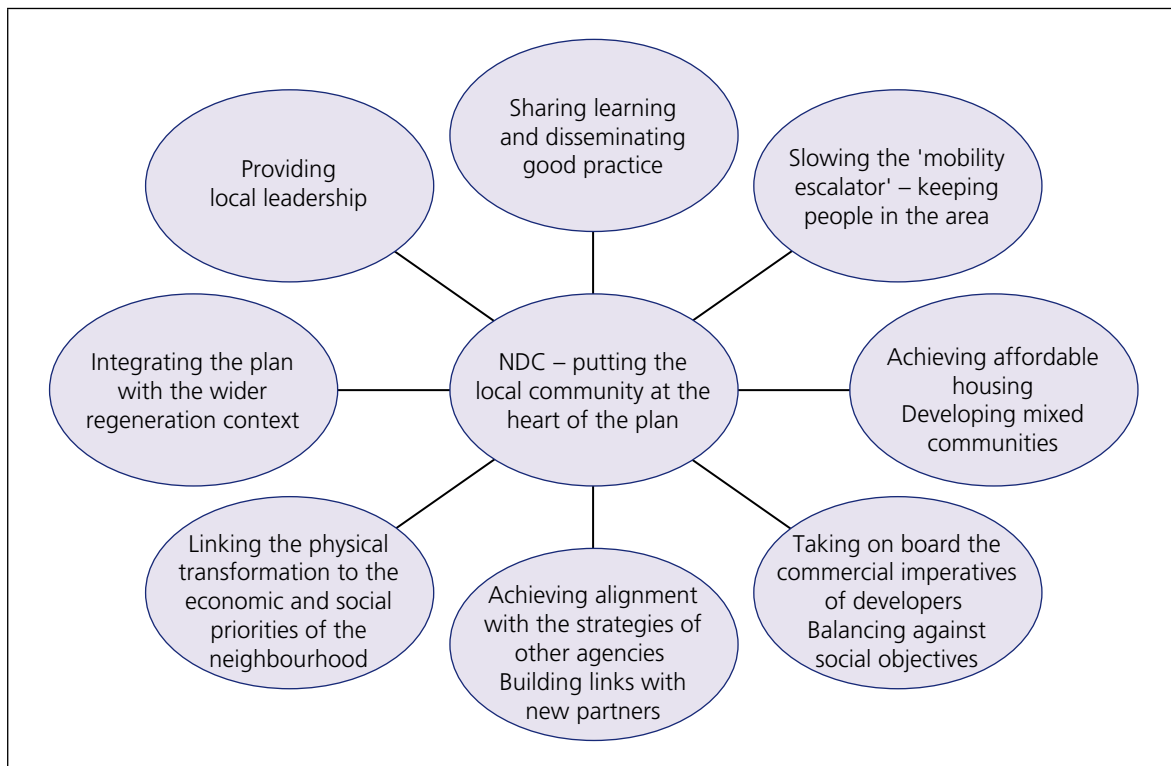 Sharing learning
and disseminating
good practice
Providing
local leadership
Slowing the 'mobility
escalator' – keeping
people in the area
Integrating the plan
with the wider
regeneration context
NDC – putting the
local community at the
heart of the plan
Achieving affordable
housing
Developing mixed
communities
Linking the physical
transformation to the
economic and social
priorities of the
neighbourhood
Achieving alignment
with the strategies of
other agencies
Building links with
new partners
Taking on board the
commercial imperatives
of developers
Balancing against
social objectives